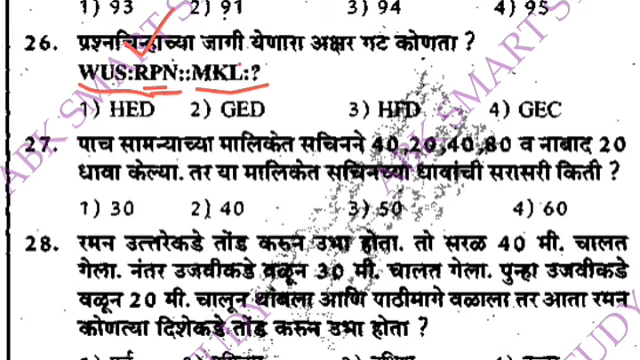 1) 93 2) 91 3) 94 4) 95
26. प्रश्नचिन्हाच्या जागी येणारा अक्षर गट कोणता ?
WUS:RPN::MKL:?
1) HED 2) GED 3) HFD 4) GEC
27. पाच सामन्याच्या मालिकेत सचिनने 40,20,40,80 व नाबाद 20
धावा केल्या. तर या मालिकेत सचिनच्या धावांची सरासरी किती ?
1) 30 2) 40 3) 50 4) 60
28. रमन उत्तरेकडे तोंड करुन उभा होता. तो सरळ 40 मी. चालत
गेला. नंतर उजवीकडे वळून 30 मी. चालत गेला. पुन्हा उजवीकडे
वळून 20 मी. चालून थांबला आणि पाठीमागे वळाला तर आता रमन
कोणत्या दिशेकडे तोंड करुन उभा होता ?
ABK SMART STUDY